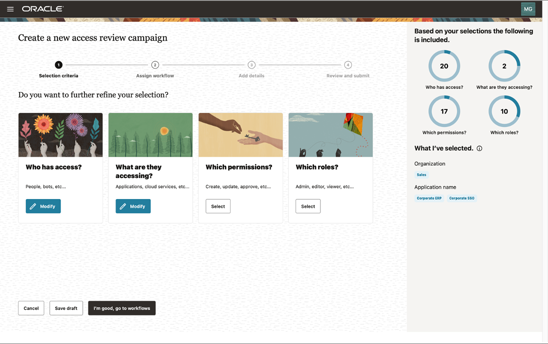 ORACLE
MG
Create a new access review campaign
1
2
3
4
Selection criteria
Assign workflow
Add details
Review and submit
Do you want to further refine your selection?
Who has access?
People, bots, etc...
Modify
What are they
accessing?
Applications, cloud services, etc...
Modify
Which permissions?
Create, update, approve, etc...
Select
Which roles?
Admin, editor, viewer, etc...
Select
Cancel
Save draft
I'm good, go to workflows
Based on your selections the following
is included.
20
Who has access?
2
What are they accessing?
17
Which permissions?
10
Which roles?
What I've selected.
Organization
Sales
Application name
Corporate ERP
Corporate SSO